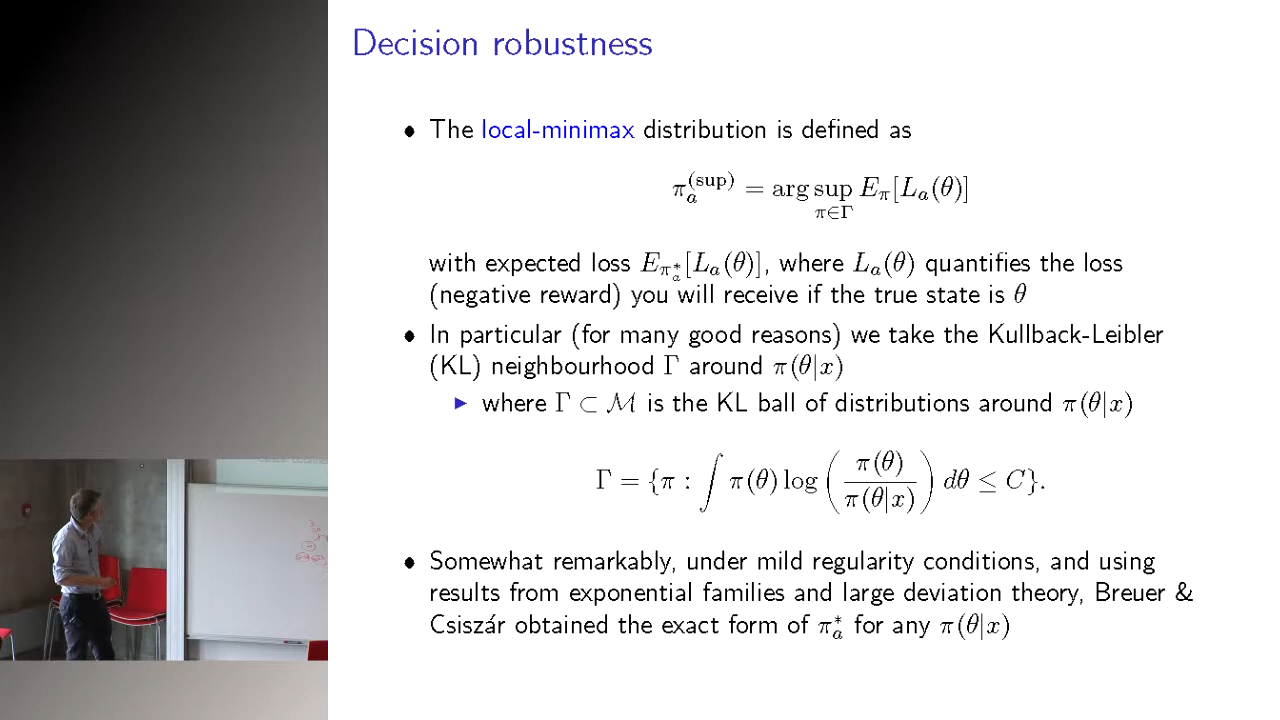 Decision robustness
• The local-minimax distribution is defined as
π_a^{(sup)} = arg sup_{π∈Γ} E_π[L_a(θ)]
with expected loss E_{π_a^*}[L_a(θ)], where L_a(θ) quantifies the loss
(negative reward) you will receive if the true state is θ
• In particular (for many good reasons) we take the Kullback-Leibler
(KL) neighbourhood Γ around π(θ|x)
▶ where Γ ⊂ ℳ is the KL ball of distributions around π(θ|x)
Γ = {π : ∫ π(θ) log ( π(θ) / π(θ|x) ) dθ ≤ C}.
• Somewhat remarkably, under mild regularity conditions, and using
results from exponential families and large deviation theory, Breuer &
Csiszár obtained the exact form of π_a^* for any π(θ|x)